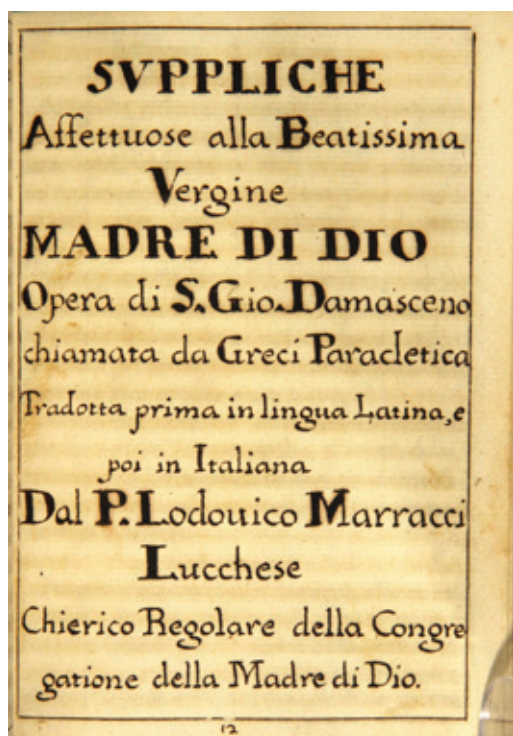 SVPPLICHE
Affettuose alla Beatissima
Vergine
MADRE DI DIO
Opera di S. Gio. Damasceno
chiamata da Greci Paracletica
Tradotta prima in lingua Latina, e
poi in Italiana
Dal P. Lodouico Marracci
Lucchese
Chierico Regolare della Congre
gatione della Madre di Dio.
12